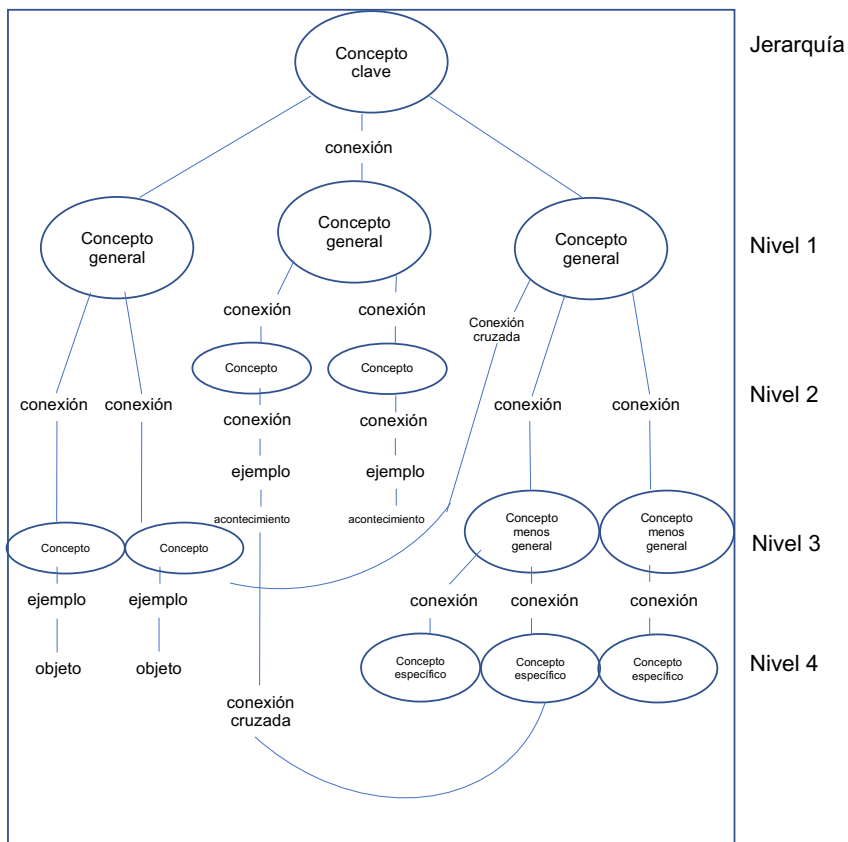 Jerarquía
Concepto
clave
conexión
Concepto
general
Concepto
general
Concepto
general
Nivel 1
conexión
conexión
Conexión
cruzada
Concepto
Concepto
Nivel 2
conexión
conexión
conexión
conexión
conexión
conexión
ejemplo
ejemplo
acontecimiento
acontecimiento
Concepto
menos
general
Concepto
menos
general
Nivel 3
Concepto
Concepto
ejemplo
ejemplo
conexión
conexión
conexión
objeto
objeto
Concepto
específico
Concepto
específico
Concepto
específico
Nivel 4
conexión
cruzada